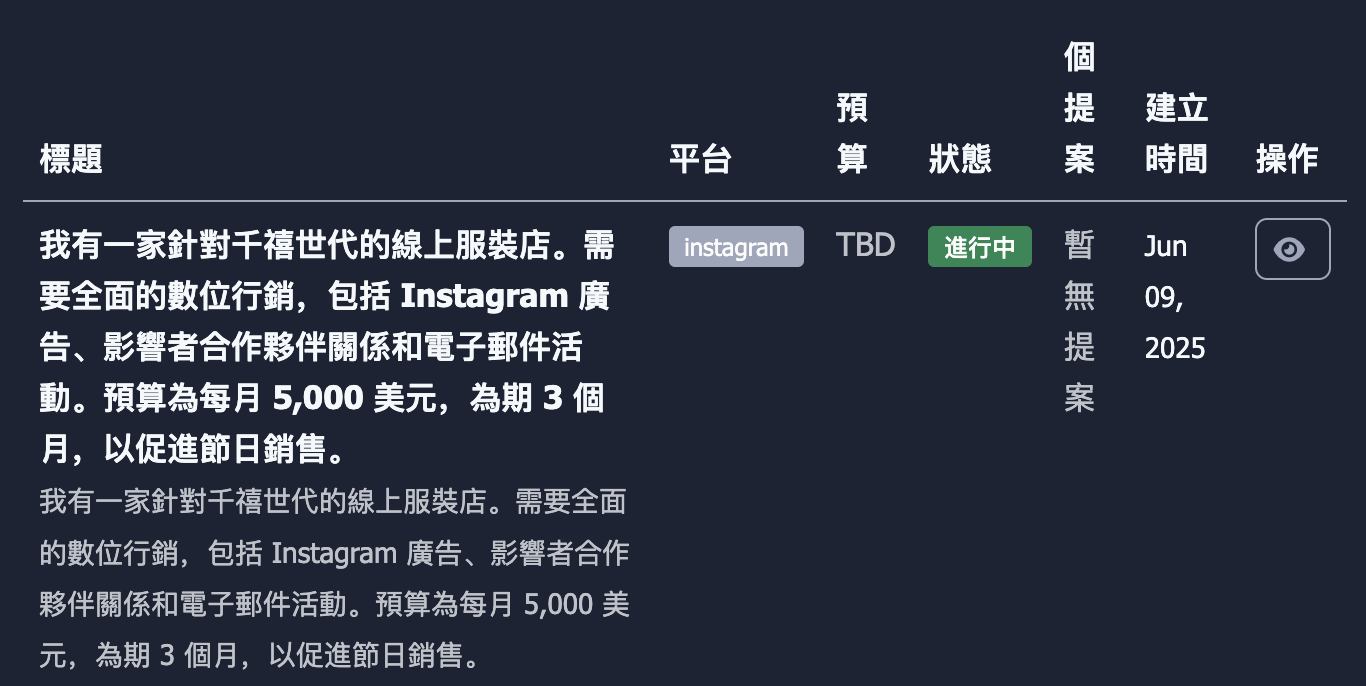 標題 平台 預算 狀態 個提案 建立時間 操作
我有一家針對千禧世代的線上服裝店。需
要全面的數位行銷，包括 Instagram 廣
告、影響者合作夥伴關係和電子郵件活
動。預算為每月 5,000 美元，為期 3 個
月，以促進節日銷售。
我有一家針對千禧世代的線上服裝店。需要全面
的數位行銷，包括 Instagram 廣告、影響者合作
夥伴關係和電子郵件活動。預算為每月 5,000 美
元，為期 3 個月，以促進節日銷售。
instagram
TBD
進行中
暫
無
提
案
Jun
09,
2025